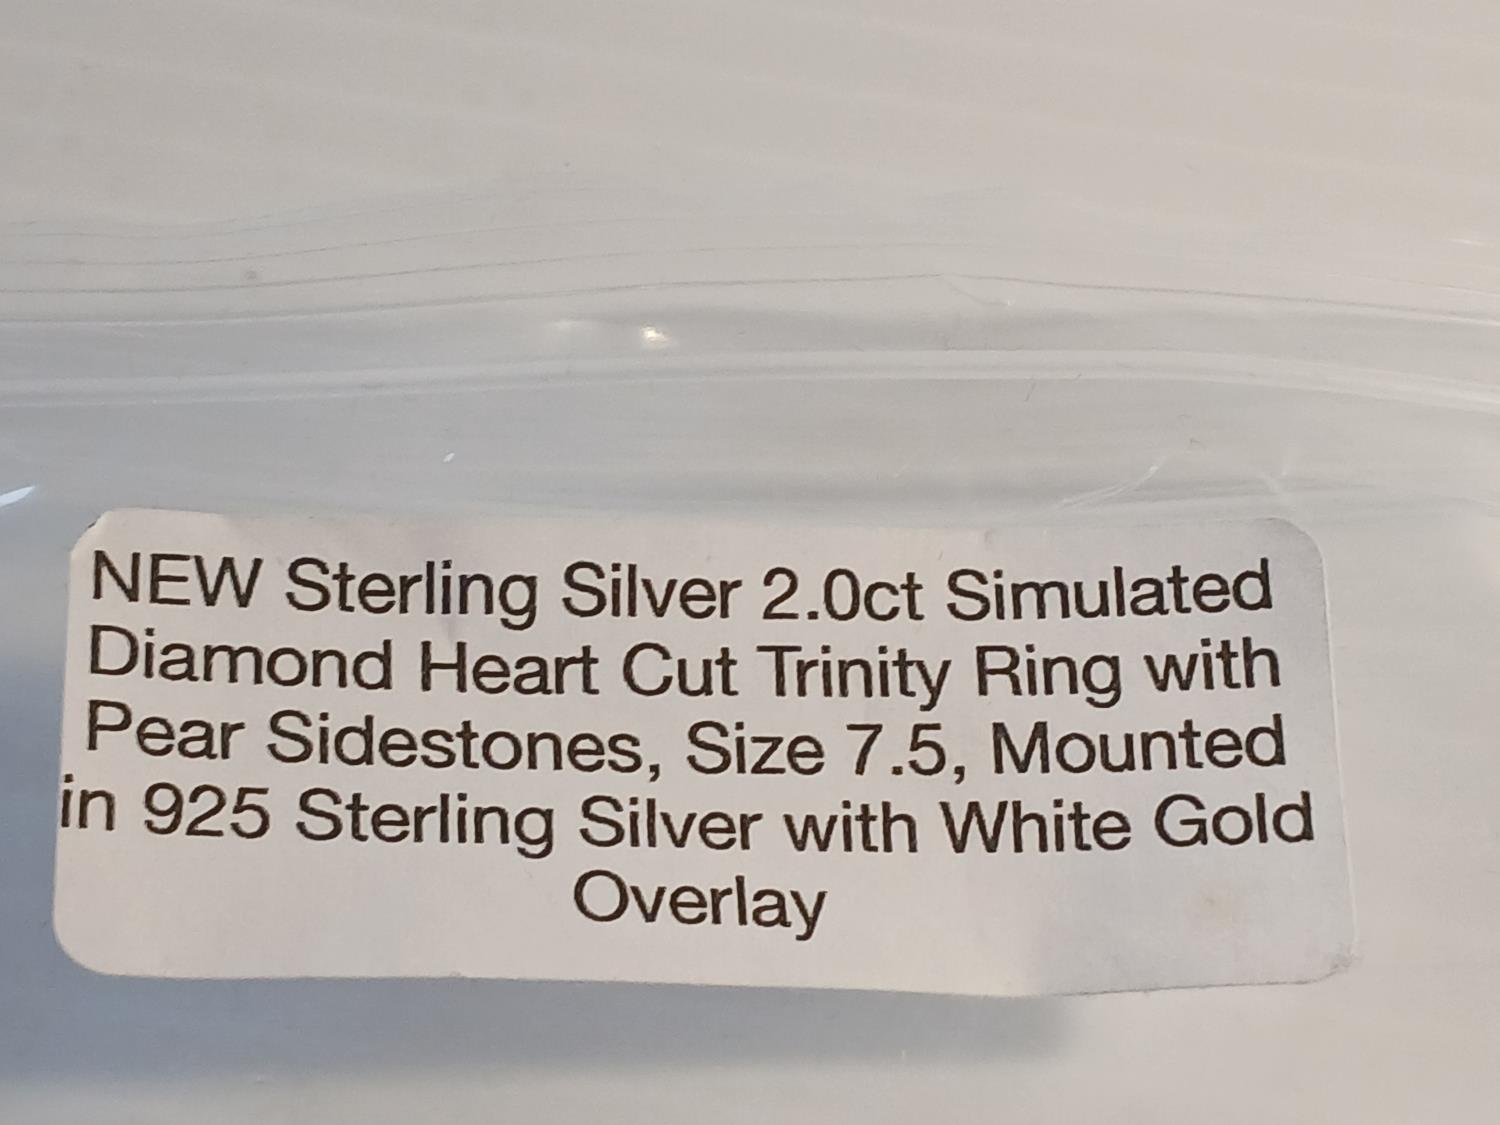 NEW Sterling Silver 2.0ct Simulated
Diamond Heart Cut Trinity Ring with
Pear Sidestones, Size 7.5, Mounted
in 925 Sterling Silver with White Gold
Overlay